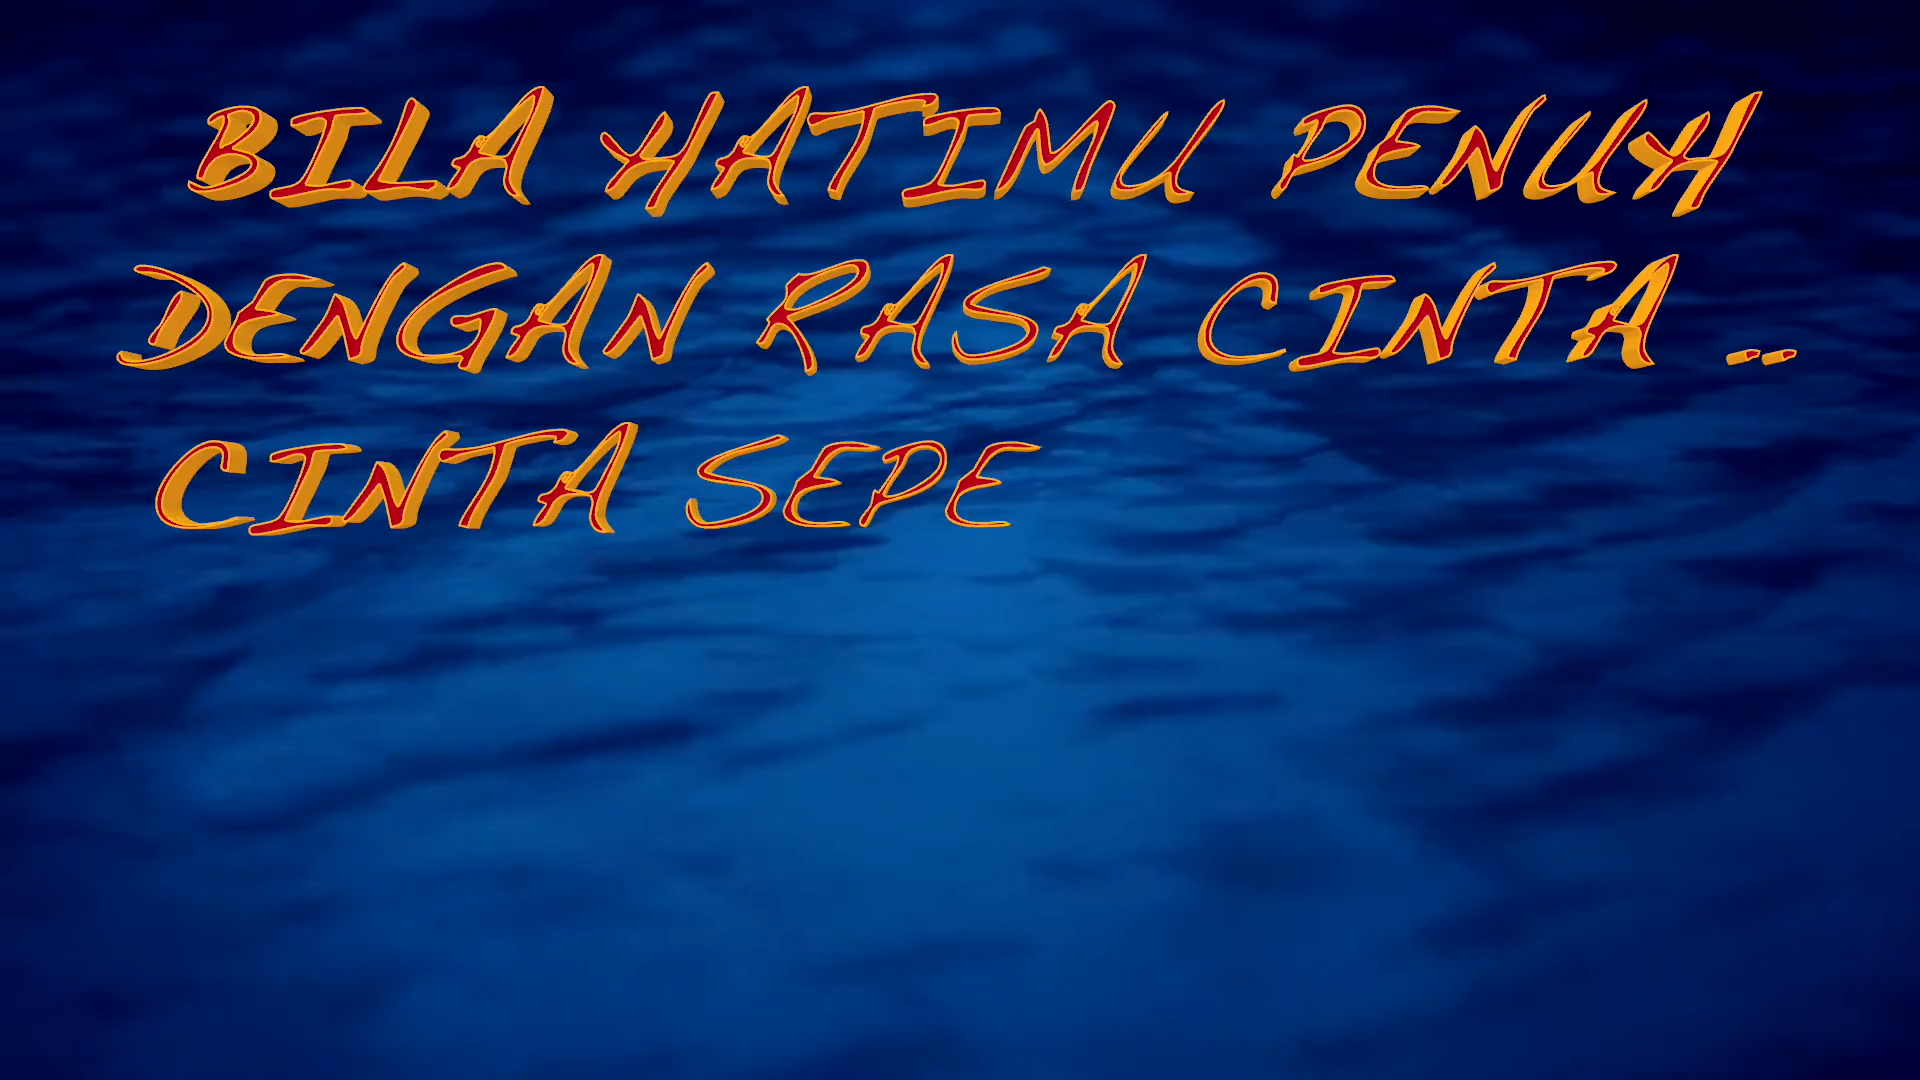 BILA HATIMU PENUH
DENGAN RASA CINTA ..
CINTA SEPE